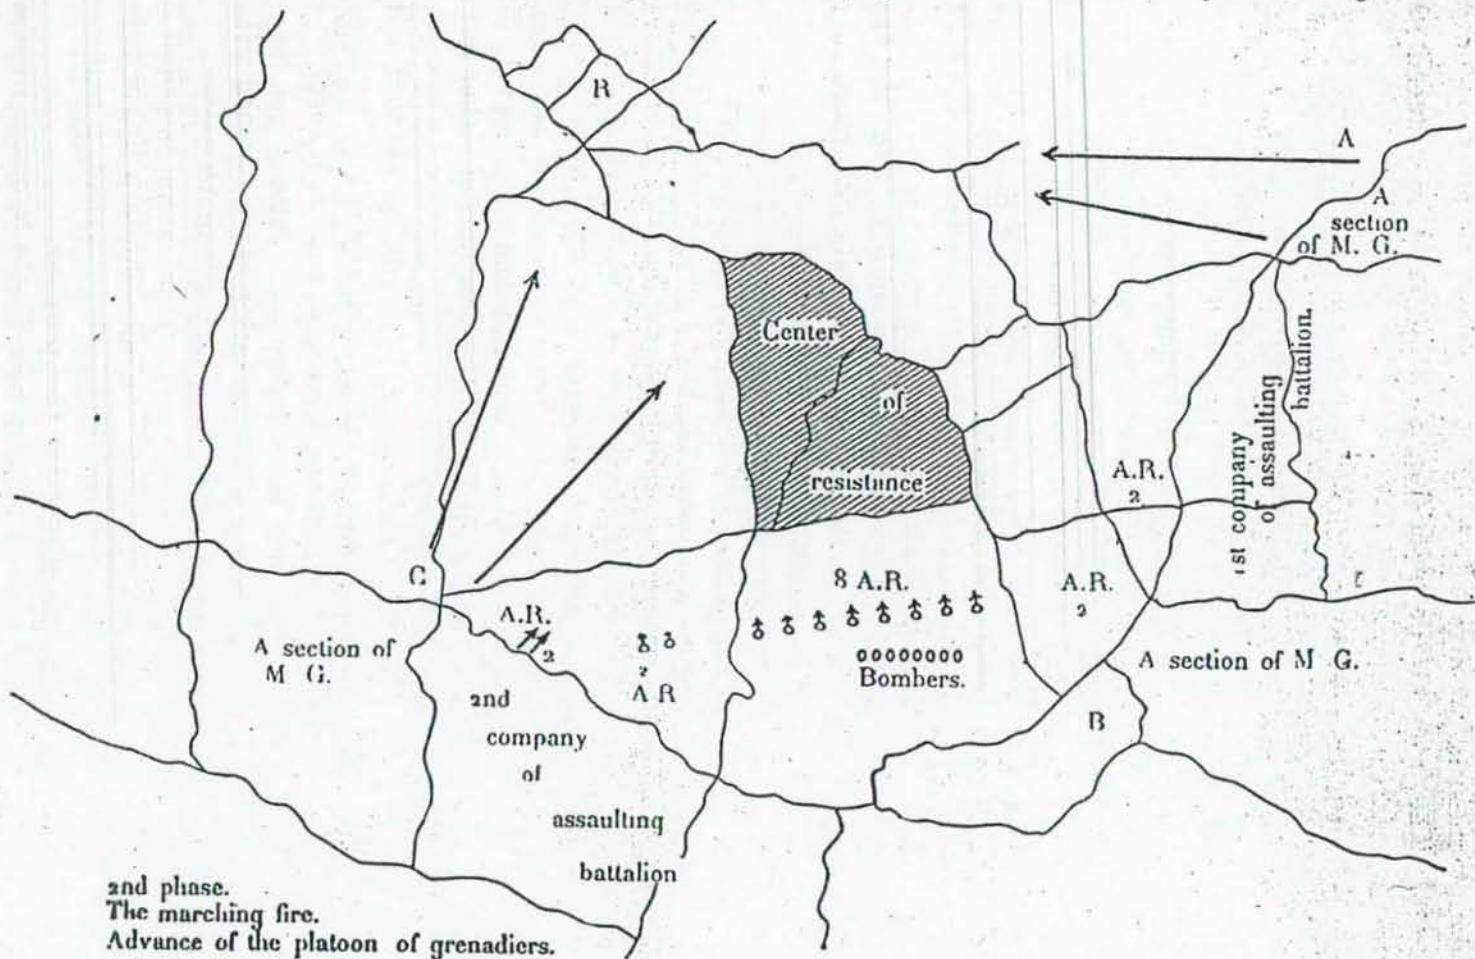 R
A
A
section
of M. G.
Center
of
resistance
1st company
of assaulting
battalion.
A.R.
2
C
8 A.R.
A.R.
2
A.R.
2
A section of
M G.
2
A R
ooooooooo
Bombers.
A section of M G.
B
2nd
company
of
assaulting
battalion
2nd phase.
The marching fire.
Advance of the platoon of grenadiers.